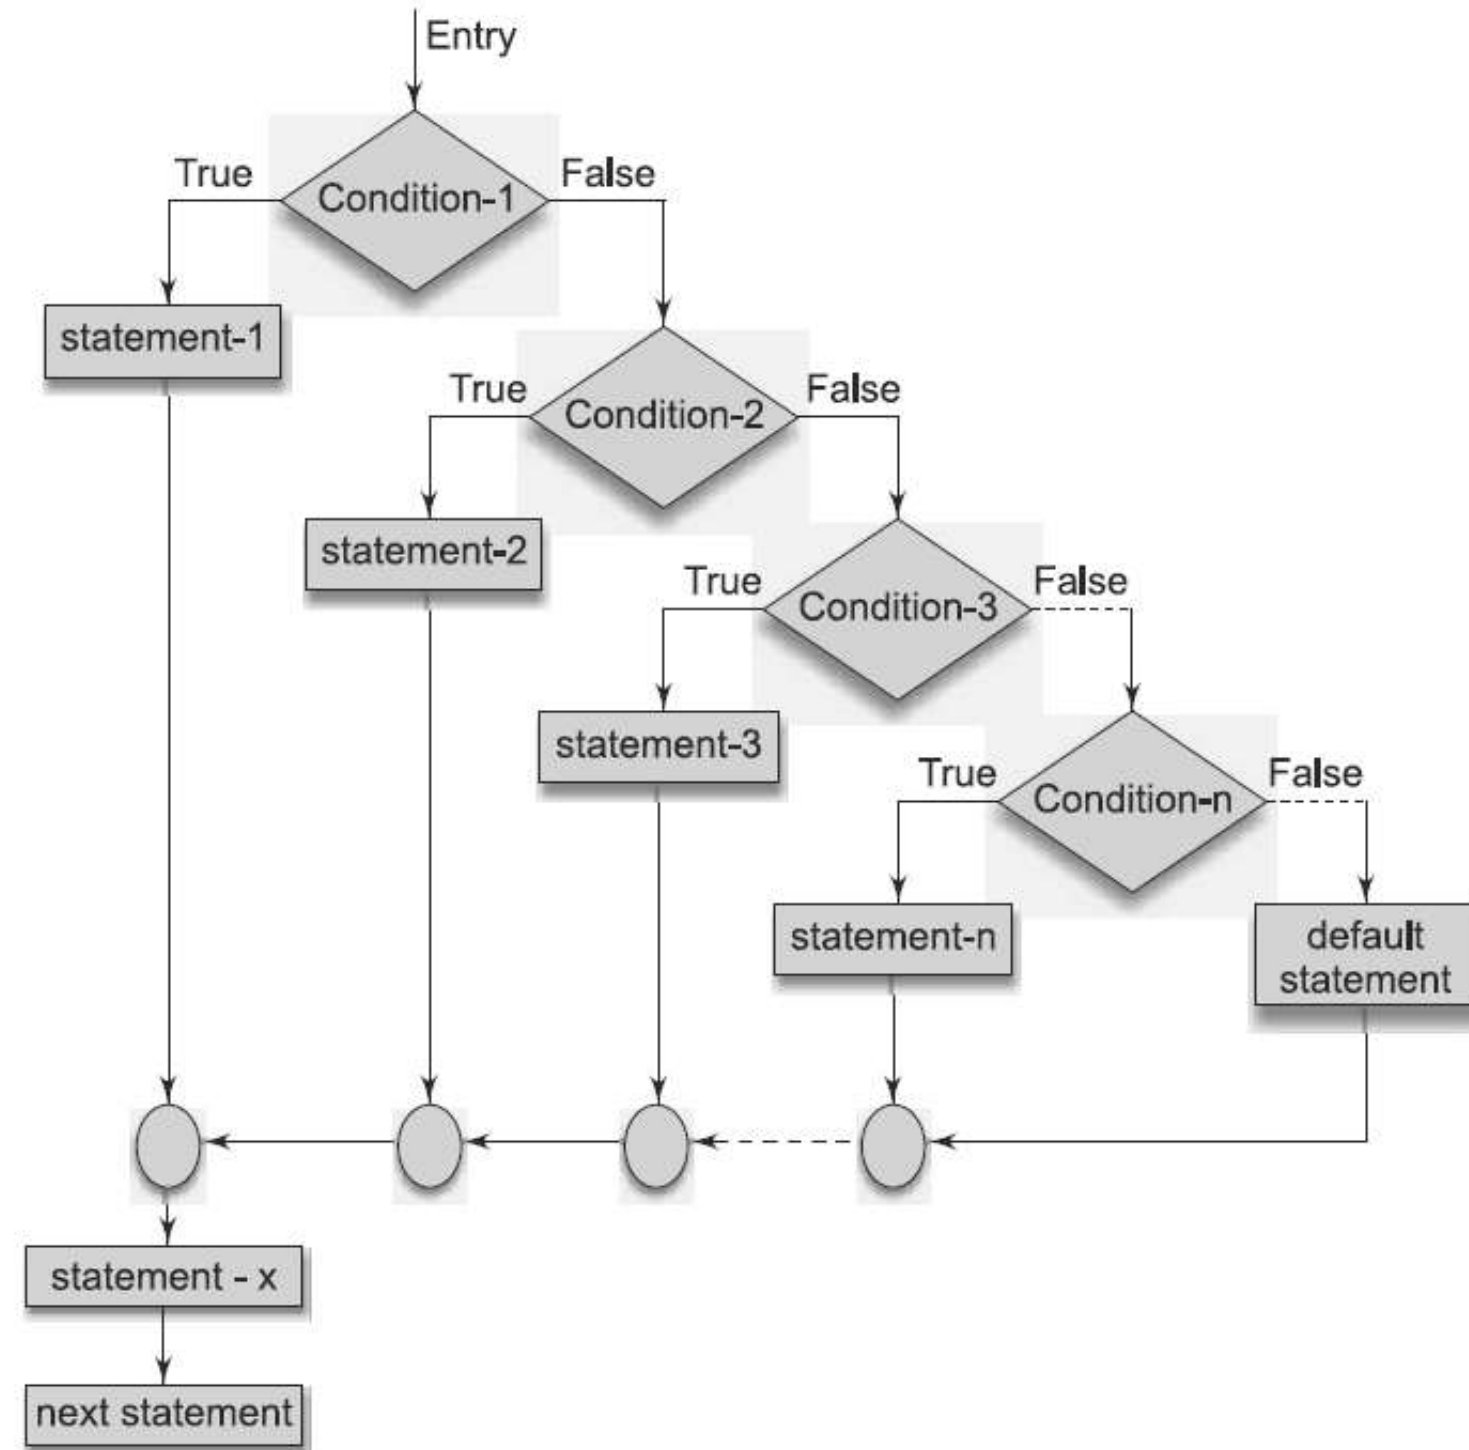 Entry
True
False
Condition-1
statement-1
True
False
Condition-2
statement-2
True
False
Condition-3
statement-3
True
False
Condition-n
statement-n
default
statement
statement - x
next statement